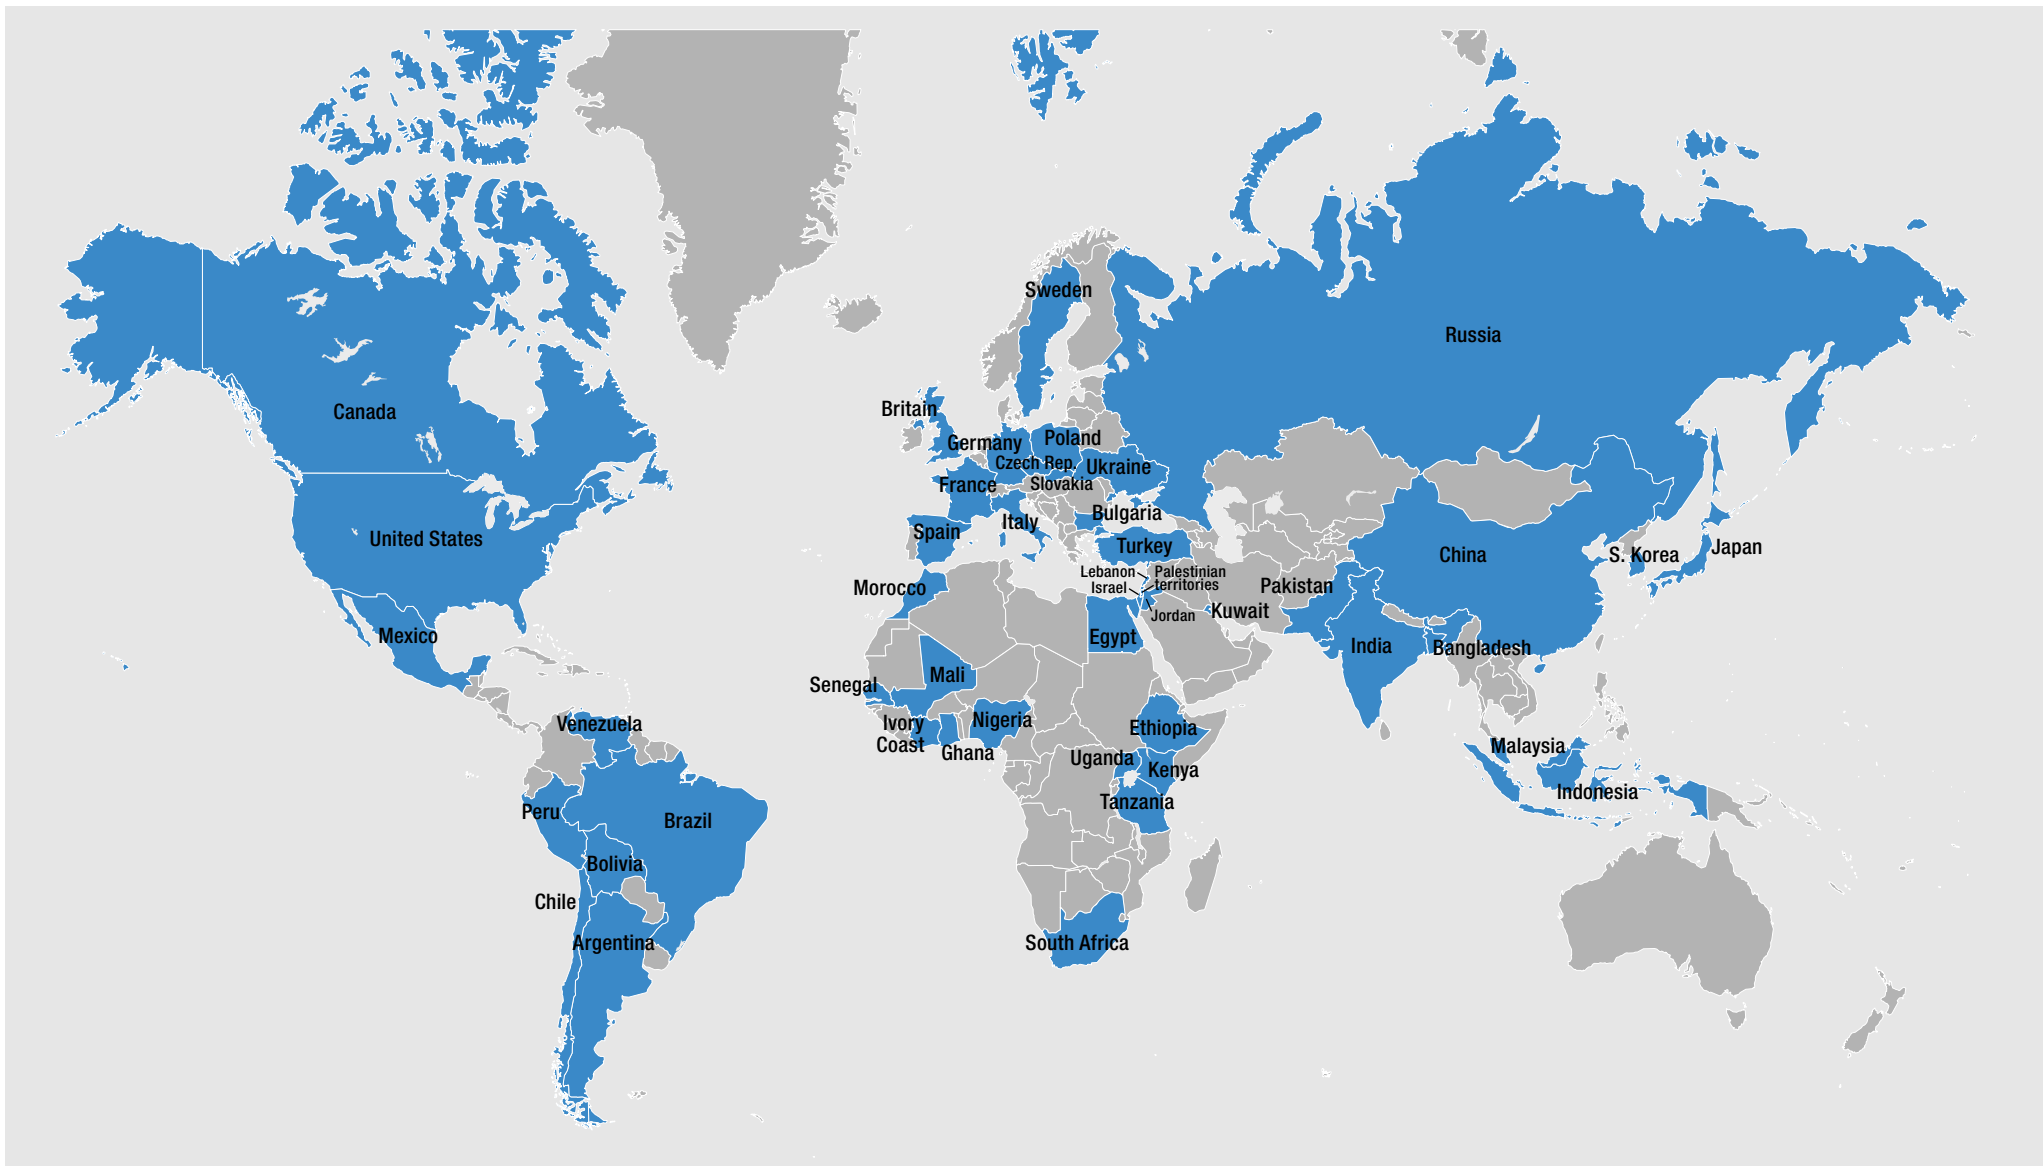 Sweden
Russia
Canada
Britain
Germany
Poland
Czech Rep.
Ukraine
France
Slovakia
Bulgaria
Italy
Spain
United States
Turkey
China
S. Korea
Japan
Lebanon
Palestinian
territories
Israel
Morocco
Pakistan
Jordan
Kuwait
Mexico
Egypt
India
Bangladesh
Mali
Senegal
Venezuela
Ivory
Coast
Nigeria
Ghana
Ethiopia
Uganda
Kenya
Malaysia
Indonesia
Tanzania
Peru
Brazil
Bolivia
Chile
Argentina
South Africa